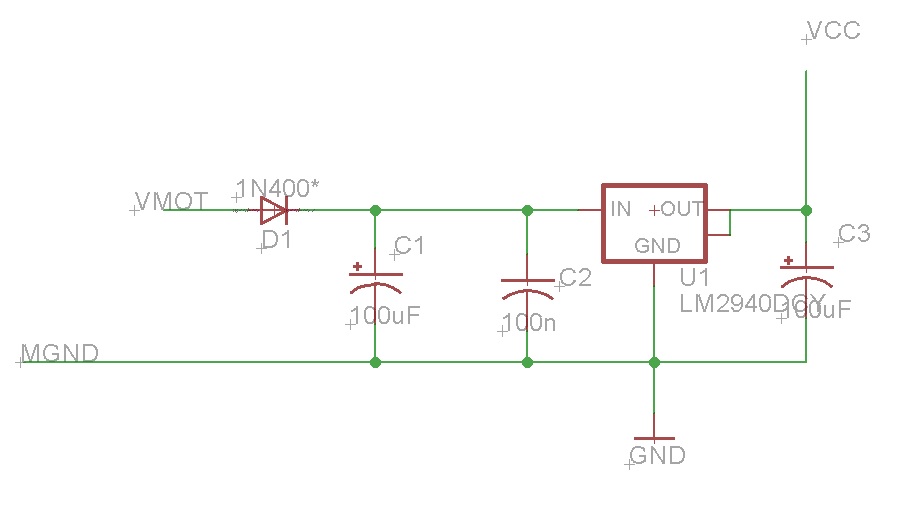 VCC
1N400*
VMOT
D1
IN
OUT
GND
C1
C2
C3
U1
LM2940DCY
100uF
100n
100uF
MGND
GND